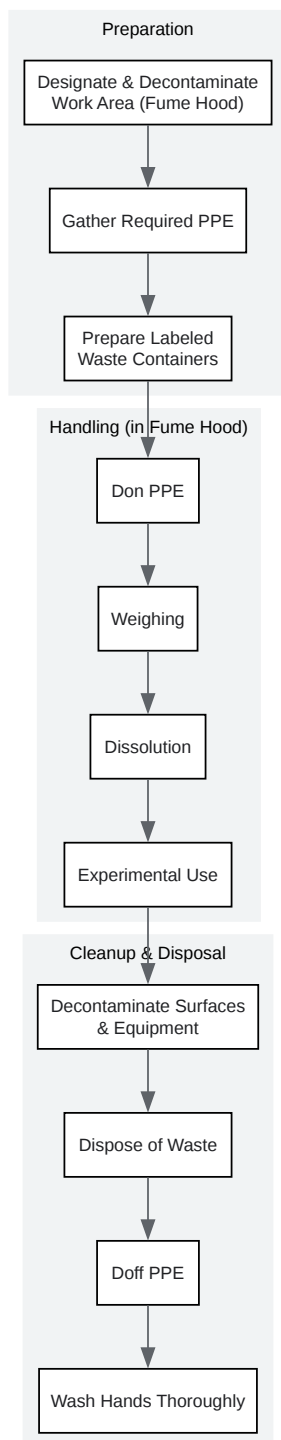 Preparation
Designate & Decontaminate
Work Area (Fume Hood)
Gather Required PPE
Prepare Labeled
Waste Containers
Handling (in Fume Hood)
Don PPE
Weighing
Dissolution
Experimental Use
Cleanup & Disposal
Decontaminate Surfaces
& Equipment
Dispose of Waste
Doff PPE
Wash Hands Thoroughly